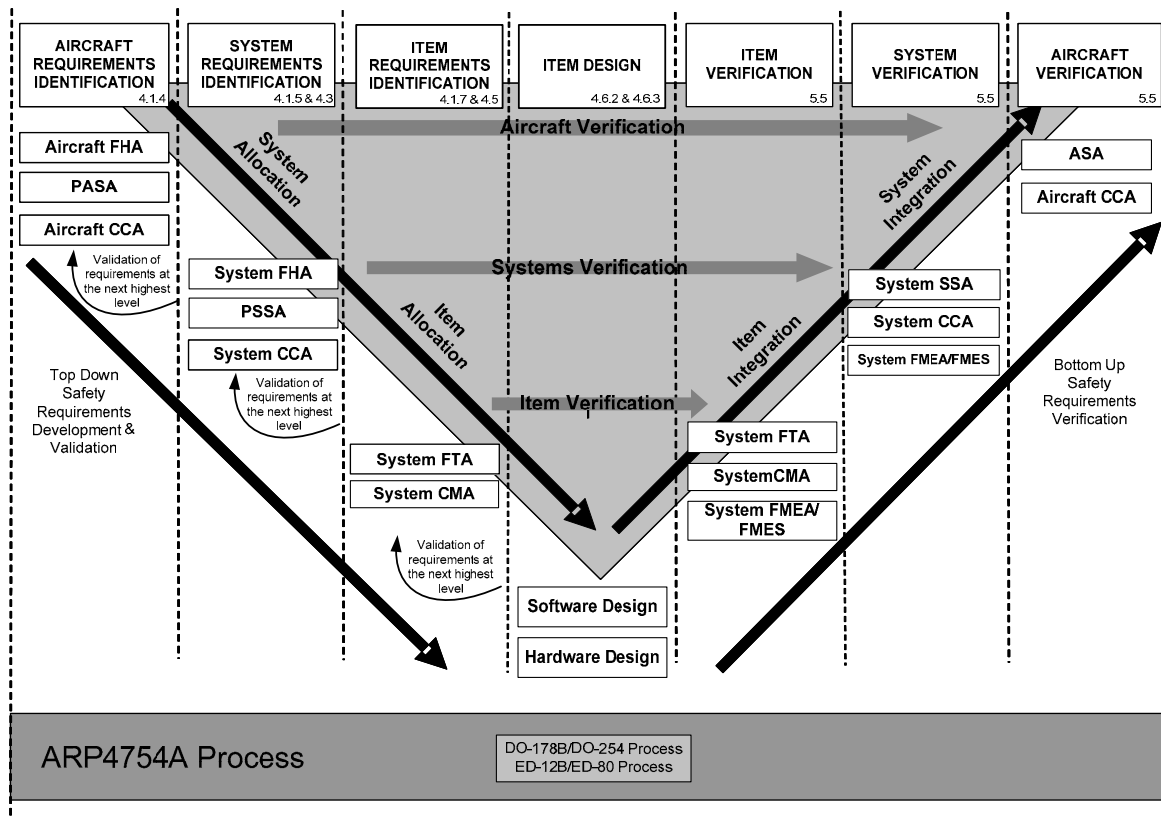 AIRCRAFT
REQUIREMENTS
IDENTIFICATION
4.1.4
SYSTEM
REQUIREMENTS
IDENTIFICATION
4.1.5 & 4.3
ITEM
REQUIREMENTS
IDENTIFICATION
4.1.7 & 4.5
ITEM DESIGN
4.6.2 & 4.6.3
ITEM
VERIFICATION
5.5
SYSTEM
VERIFICATION
5.5
AIRCRAFT
VERIFICATION
5.5
Aircraft FHA
PASA
Aircraft CCA
Validation of
requirements at
the next highest
level
Top Down
Safety
Requirements
Development &
Validation
System FHA
PSSA
System CCA
Validation of
requirements at
the next highest
level
System FTA
System CMA
Validation of
requirements at
the next highest
level
System
Allocation
Item
Allocation
Aircraft Verification
Systems Verification
Item Verification
Software Design
Hardware Design
Item
Integration
System
Integration
System FTA
SystemCMA
System FMEA/
FMES
System SSA
System CCA
System FMEA/FMES
ASA
Aircraft CCA
Bottom Up
Safety
Requirements
Verification
ARP4754A Process
DO-178B/DO-254 Process
ED-12B/ED-80 Process